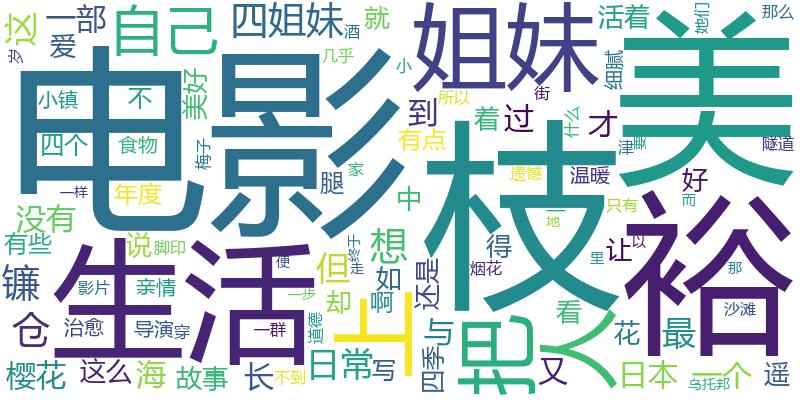 这 一部 自己 四姐妹 酒 就 姐妹 活着 她们 那么
岁 爱 几乎 细腻 美
电影 美好 小 到 所以 街 什么
小镇 不 着 过 才
四个 食物 梅子 有点 津 要 隧道
一样 年度 腿 家 枝 遗憾 温暖 好
没有 中 只有 裕 而
有些 说 脚印 终于 想 得 一 地 让 以
生活 便 走 但 如 还是 烟花 里 那
镰 影片 亲情 一步 却 啊 上 人 沙滩
仓 治愈 导演 穿 一群 道德 与 把 看 花 最
樱花 这么 海 故事 长 不到 日常 写 四季 又 日本 一个 乌托邦 遥